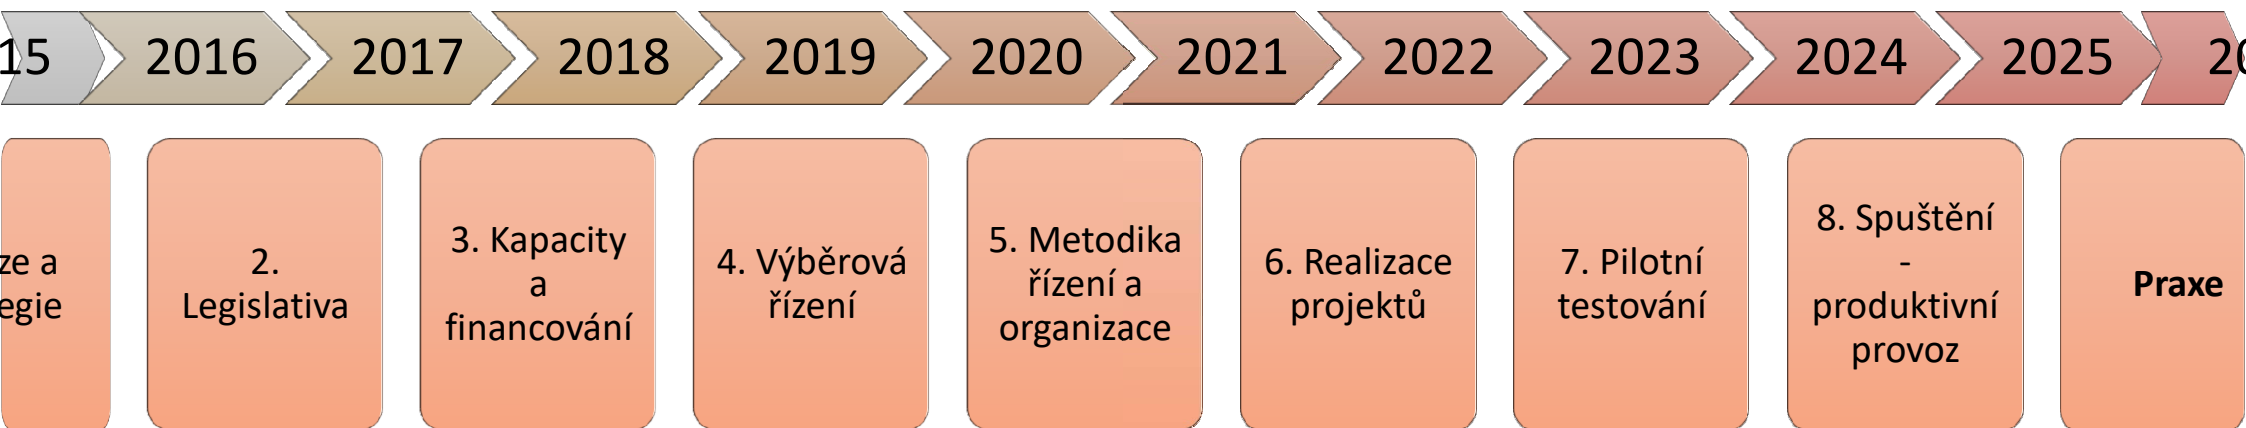 15 2016 2017 2018 2019 2020 2021 2022 2023 2024 2025 20
ze a
egie
2.
Legislativa
3. Kapacity
a
financování
4. Výběrová
řízení
5. Metodika
řízení a
organizace
6. Realizace
projektů
7. Pilotní
testování
8. Spuštění
-
produktivní
provoz
Praxe